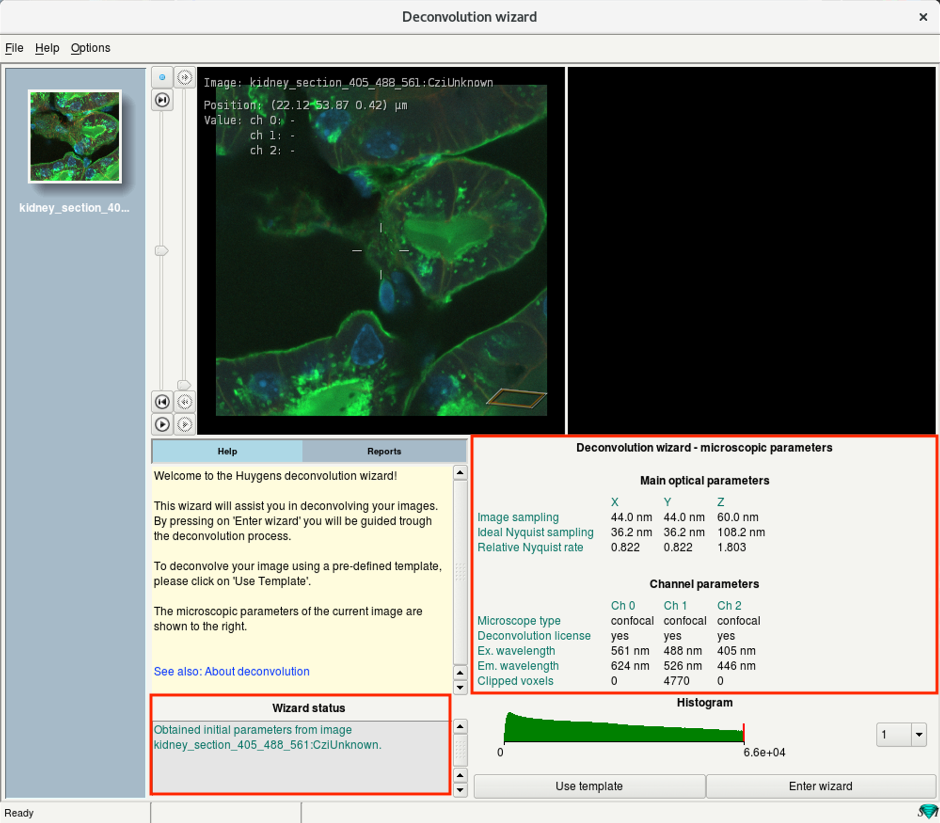 Deconvolution wizard
File Help Options
kidney_section_40...
Image: kidney_section_405_488_561:CziUnknown
Position: (22.12 53.87 0.42) µm
Value: ch 0: -
ch 1: -
ch 2: -
Help Reports
Welcome to the Huygens deconvolution wizard!
This wizard will assist you in deconvolving your images.
By pressing on 'Enter wizard' you will be guided trough
the deconvolution process.
To deconvolve your image using a pre-defined template,
please click on 'Use Template'.
The microscopic parameters of the current image are
shown to the right.
See also: About deconvolution
Wizard status
Obtained initial parameters from image
kidney_section_405_488_561:CziUnknown.
Deconvolution wizard - microscopic parameters
Main optical parameters
X Y Z
Image sampling 44.0 nm 44.0 nm 60.0 nm
Ideal Nyquist sampling 36.2 nm 36.2 nm 108.2 nm
Relative Nyquist rate 0.822 0.822 1.803
Channel parameters
Ch 0 Ch 1 Ch 2
Microscope type confocal confocal confocal
Deconvolution license yes yes yes
Ex. wavelength 561 nm 488 nm 405 nm
Em. wavelength 624 nm 526 nm 446 nm
Clipped voxels 0 4770 0
Histogram
0 6.6e+04
1
Use template Enter wizard
Ready